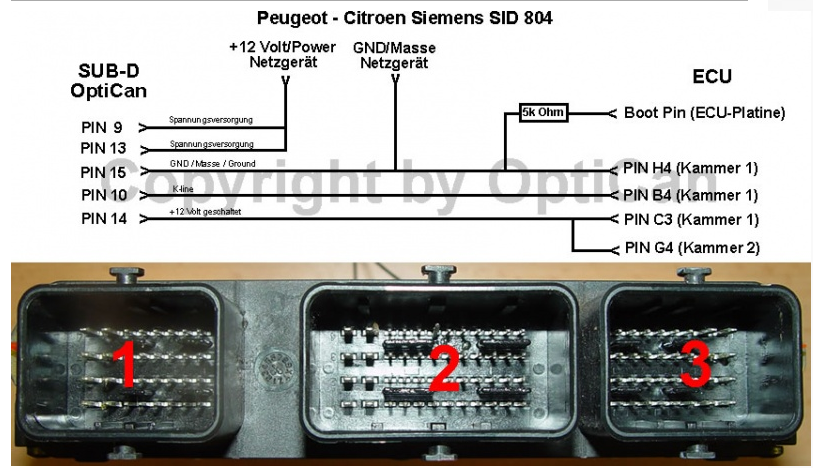 Peugeot - Citroen Siemens SID 804
+12 Volt/Power
Netzgerät
GND/Masse
Netzgerät
SUB-D
OptiCan
ECU
PIN 9
Spannungsversorgung
5k Ohm
Boot Pin (ECU-Platine)
PIN 13
Spannungsversorgung
PIN 15
GND / Masse / Ground
PIN H4 (Kammer 1)
PIN 10
K-line
PIN B4 (Kammer 1)
PIN 14
+12 Volt geschaltet
PIN C3 (Kammer 1)
PIN G4 (Kammer 2)
Copyright by OptiCan
1
2
3